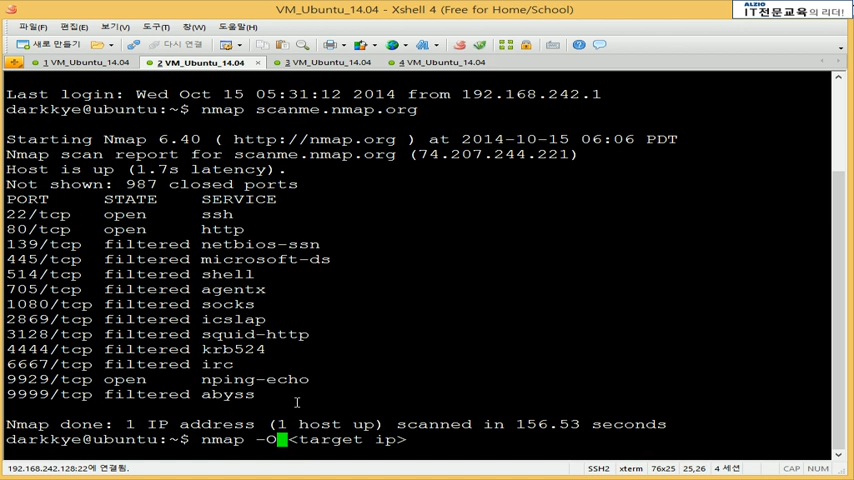 VM_Ubuntu_14.04 - Xshell 4 (Free for Home/School)
ALZIO
IT전문교육의 리더!
파일(F) 편집(E) 보기(V) 도구(T) 창(W) 도움말(H)
새로 만들기 다시 연결
1 VM_Ubuntu_14.04 2 VM_Ubuntu_14.04 × 3 VM_Ubuntu_14.04 4 VM_Ubuntu_14.04
Last login: Wed Oct 15 05:31:12 2014 from 192.168.242.1
darkkye@ubuntu:~$ nmap scanme.nmap.org
Starting Nmap 6.40 ( http://nmap.org ) at 2014-10-15 06:06 PDT
Nmap scan report for scanme.nmap.org (74.207.244.221)
Host is up (1.7s latency).
Not shown: 987 closed ports
PORT STATE SERVICE
22/tcp open ssh
80/tcp open http
139/tcp filtered netbios-ssn
445/tcp filtered microsoft-ds
514/tcp filtered shell
705/tcp filtered agentx
1080/tcp filtered socks
2869/tcp filtered icslap
3128/tcp filtered squid-http
4444/tcp filtered krb524
6667/tcp filtered irc
9929/tcp open nping-echo
9999/tcp filtered abyss
Nmap done: 1 IP address (1 host up) scanned in 156.53 seconds
darkkye@ubuntu:~$ nmap -O <target ip>
192.168.242.128:22에 연결됨. SSH2 xterm 76x25 25,26 4 세션 CAP NUM